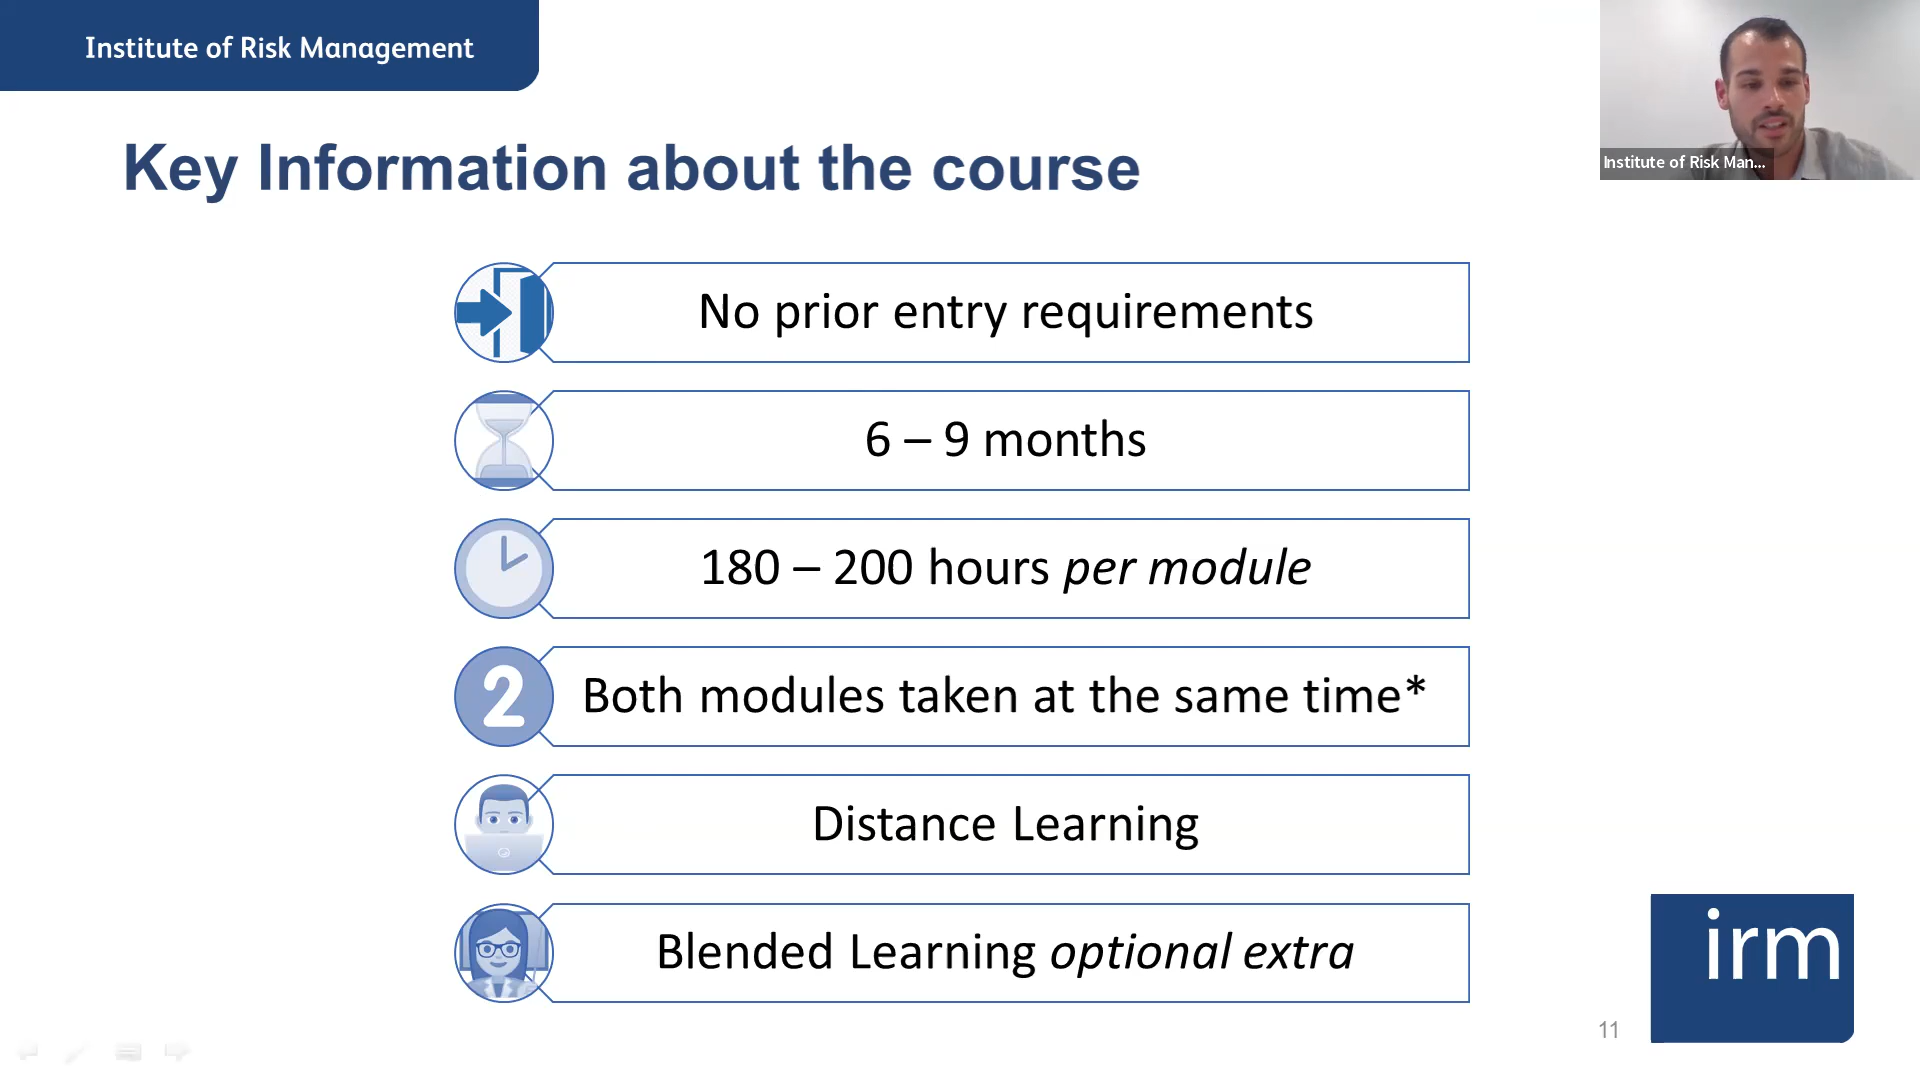 Institute of Risk Management
Institute of Risk Man...
Key Information about the course
No prior entry requirements
6 – 9 months
180 – 200 hours per module
2
Both modules taken at the same time*
Distance Learning
Blended Learning optional extra
irm
11